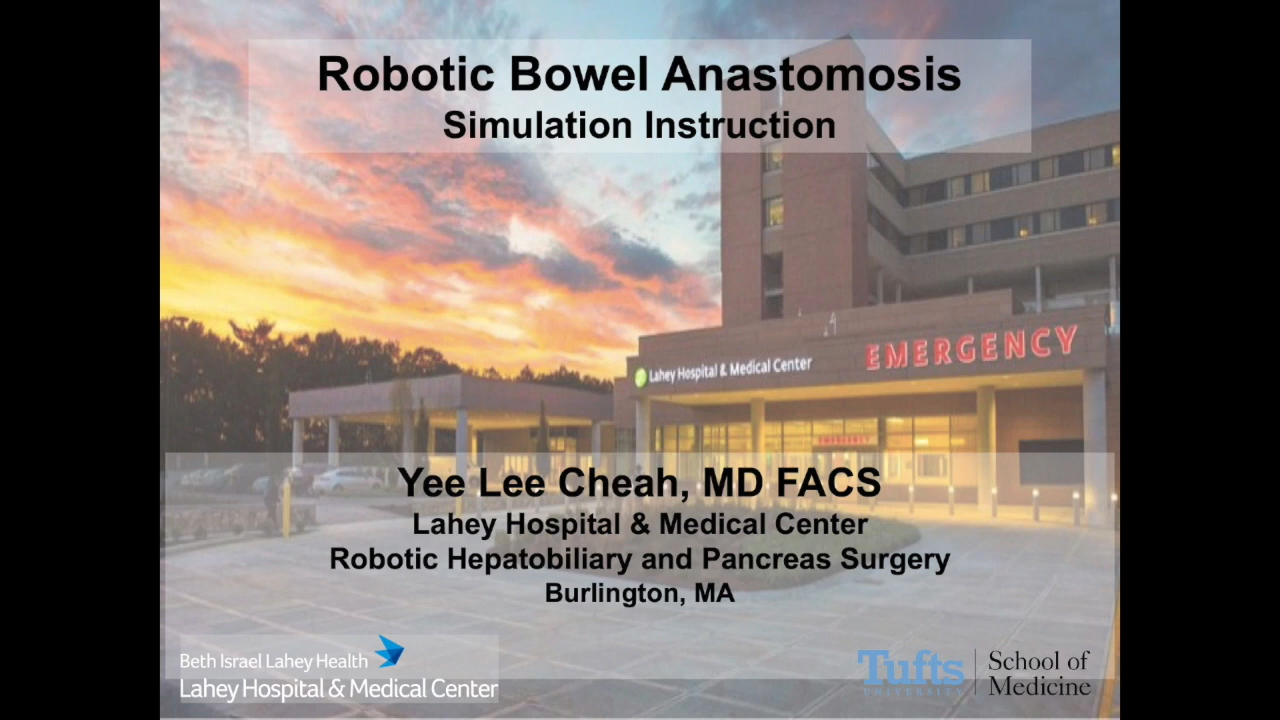 Robotic Bowel Anastomosis
Simulation Instruction
Lahey Hospital & Medical Center
EMERGENCY
EMERGENCY
Yee Lee Cheah, MD FACS
Lahey Hospital & Medical Center
Robotic Hepatobiliary and Pancreas Surgery
Burlington, MA
Beth Israel Lahey Health
Lahey Hospital & Medical Center
Tufts
UNIVERSITY
School of
Medicine